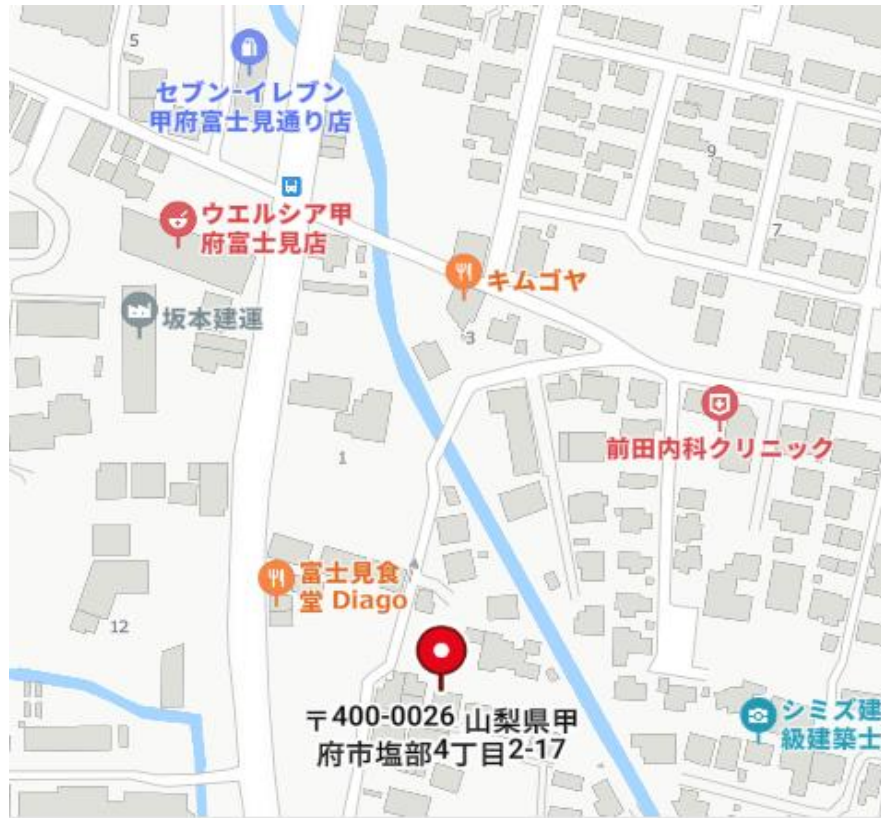 5
セブン-イレブン
甲府富士見通り店
9
ウエルシア甲
府富士見店
7
キムゴヤ
坂本建運
3
前田内科クリニック
1
富士見食
堂 Diago
12
〒400-0026 山梨県甲
府市塩部4丁目2-17
シミズ建
級建築士